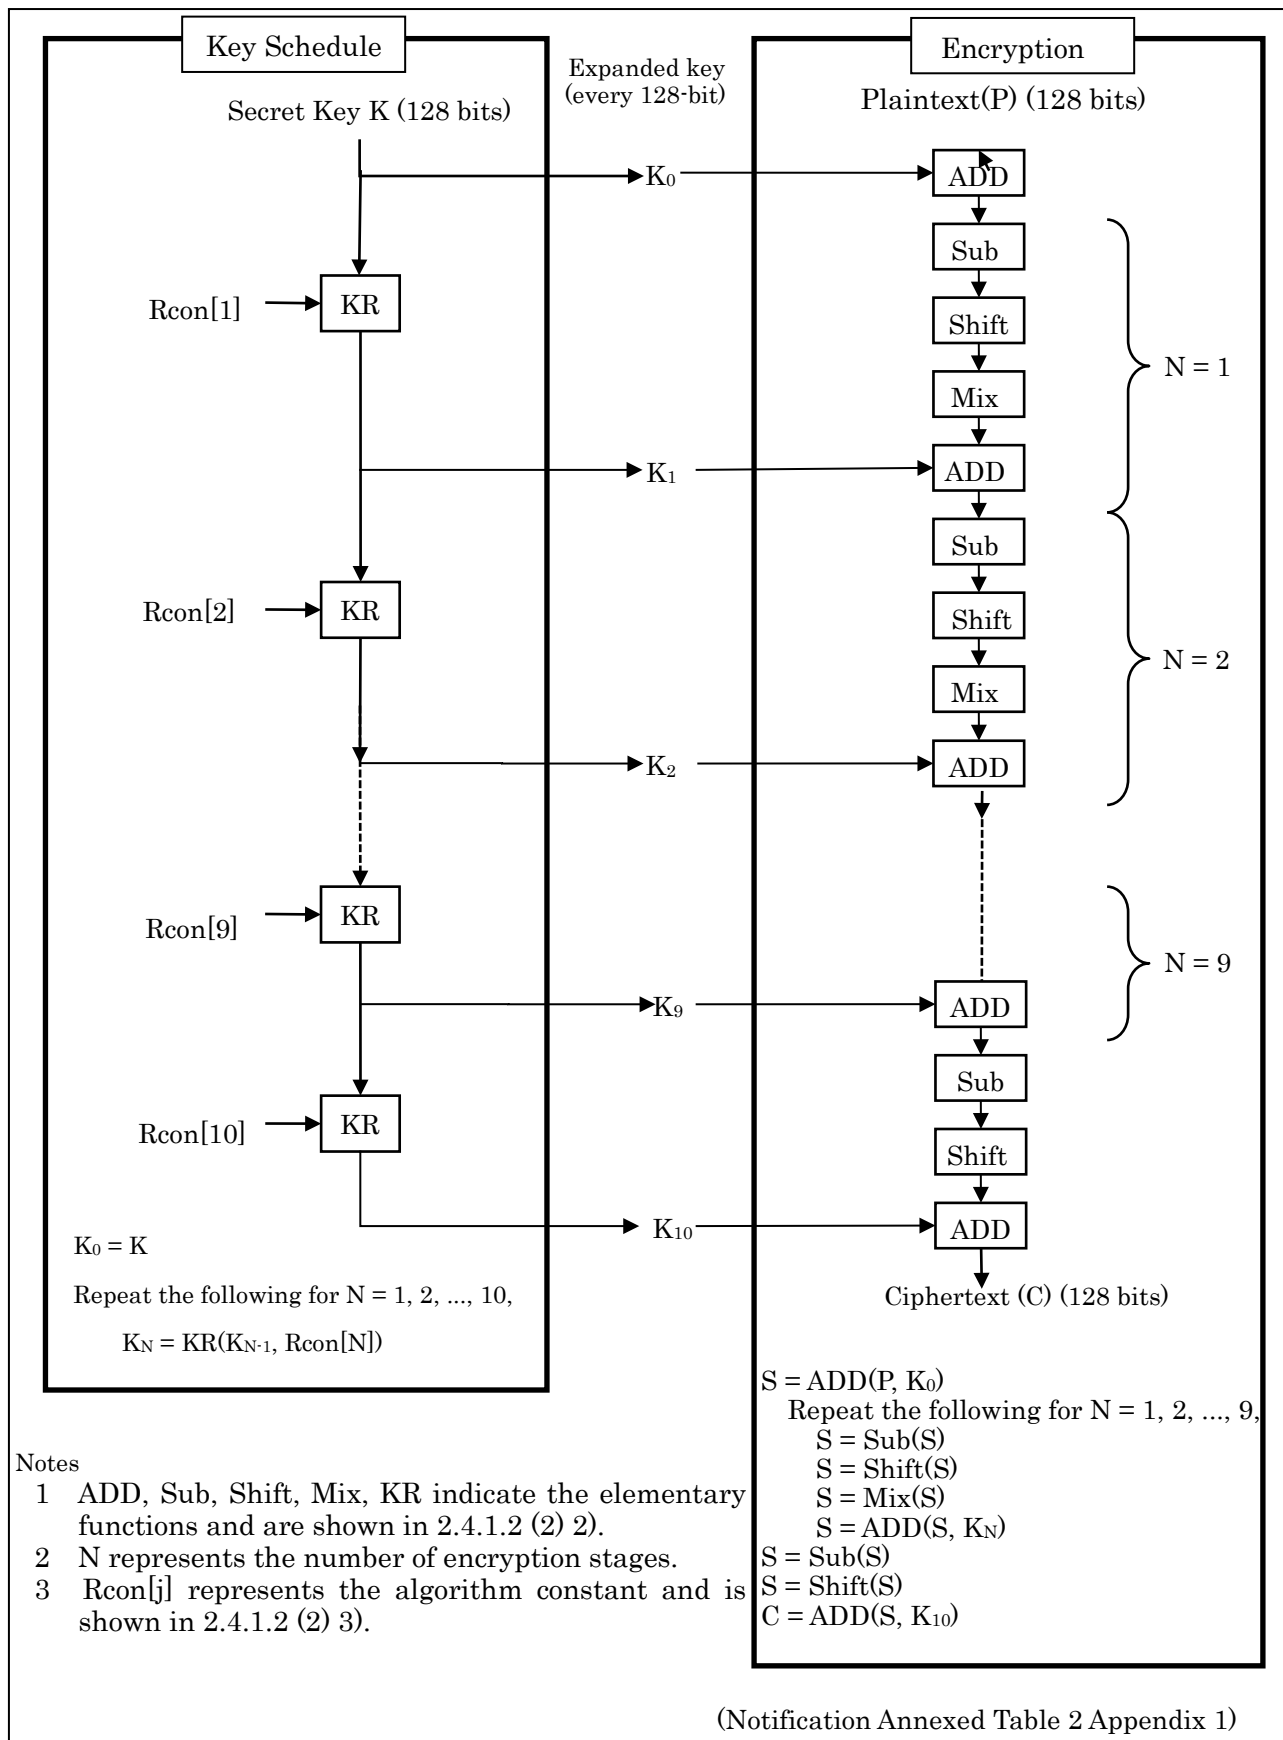 Key Schedule
Secret Key K (128 bits)
Expanded key
(every 128-bit)
Encryption
Plaintext(P) (128 bits)
K0
ADD
Sub
Rcon[1]
KR
Shift
N = 1
Mix
K1
ADD
Sub
Rcon[2]
KR
Shift
N = 2
Mix
K2
ADD
Rcon[9]
KR
N = 9
K9
ADD
Sub
Rcon[10]
KR
Shift
K10
ADD
Ciphertext (C) (128 bits)
K0 = K
Repeat the following for N = 1, 2, ..., 10,
KN = KR(KN-1, Rcon[N])
S = ADD(P, K0)
Repeat the following for N = 1, 2, ..., 9,
S = Sub(S)
S = Shift(S)
S = Mix(S)
S = ADD(S, KN)
S = Sub(S)
S = Shift(S)
C = ADD(S, K10)
Notes
1 ADD, Sub, Shift, Mix, KR indicate the elementary
functions and are shown in 2.4.1.2 (2) 2).
2 N represents the number of encryption stages.
3 Rcon[j] represents the algorithm constant and is
shown in 2.4.1.2 (2) 3).
(Notification Annexed Table 2 Appendix 1)